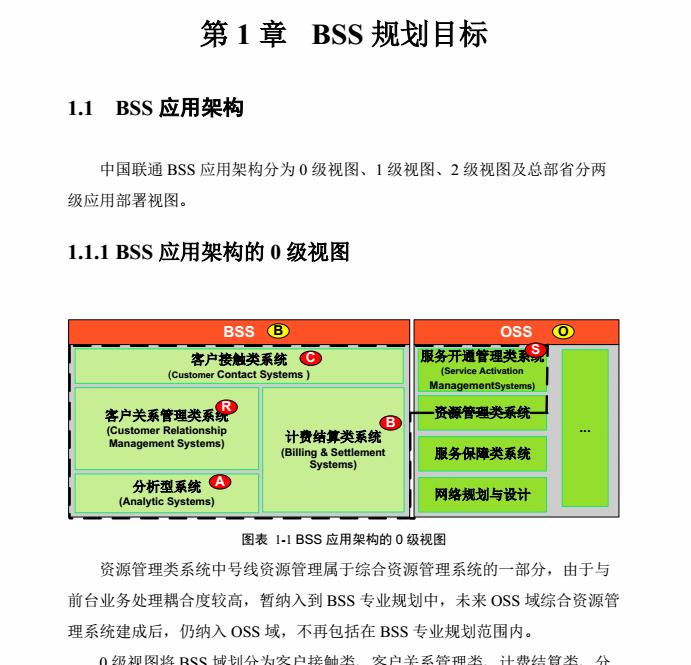 第 1 章 BSS 规划目标
1.1 BSS 应用架构
中国联通 BSS 应用架构分为 0 级视图、1 级视图、2 级视图及总部省分两
级应用部署视图。
1.1.1 BSS 应用架构的 0 级视图
BSS B
OSS O
客户接触类系统 C
(Customer Contact Systems )
客户关系管理类系统 R
(Customer Relationship
Management Systems)
分析型系统 A
(Analytic Systems)
计费结算类系统 B
(Billing & Settlement
Systems)
服务开通管理类系统 S
(Service Activation
ManagementSystems)
资源管理类系统
服务保障类系统
网络规划与设计
...
图表 1-1 BSS 应用架构的 0 级视图
资源管理类系统中号线资源管理属于综合资源管理系统的一部分，由于与
前台业务处理耦合度较高，暂纳入到 BSS 专业规划中，未来 OSS 域综合资源管
理系统建成后，仍纳入 OSS 域，不再包括在 BSS 专业规划范围内。
0 级视图将 BSS 域划分为客户接触类、客户关系管理类、计费结算类、分